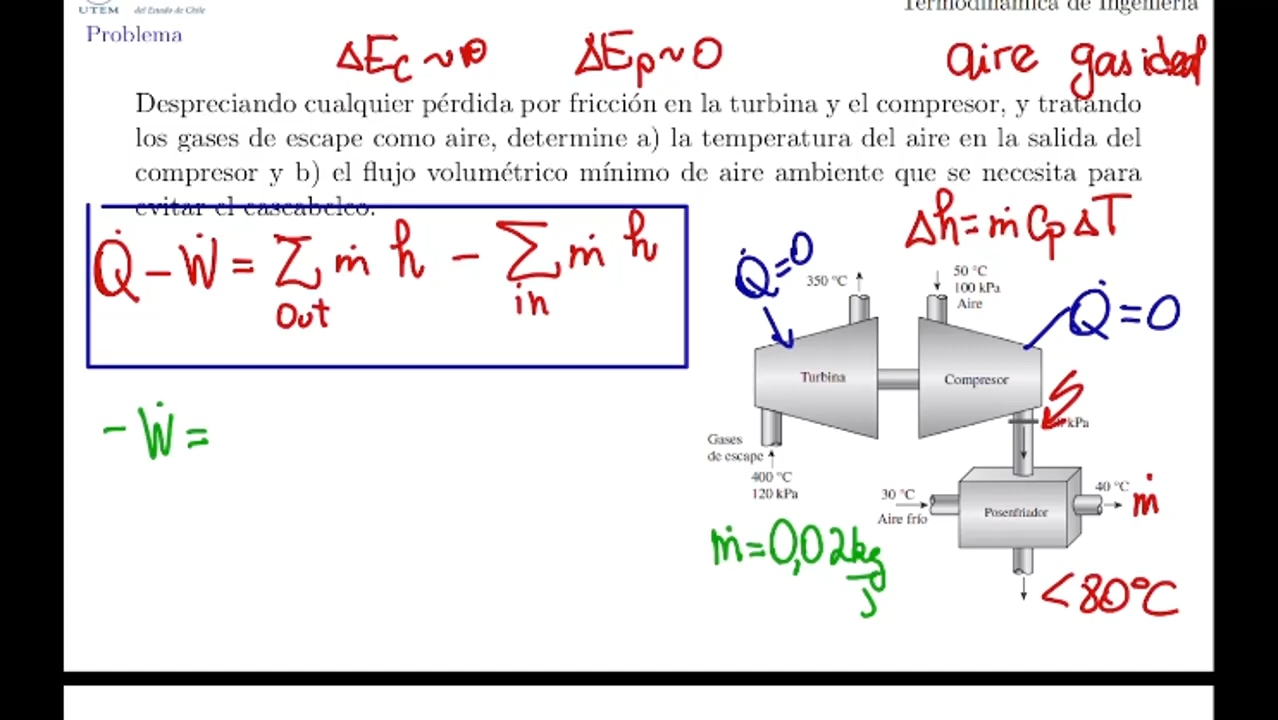 UTEM del Estado de Chile
Termodinámica de Ingeniería
Problema
ΔEc ~ 0 ΔEp ~ 0 aire gas ideal
Despreciando cualquier pérdida por fricción en la turbina y el compresor, y tratando
los gases de escape como aire, determine a) la temperatura del aire en la salida del
compresor y b) el flujo volumétrico mínimo de aire ambiente que se necesita para
evitar el cascabeleo.
Δh = ṁ Cp ΔT
Q̇ - Ẇ = Σ ṁ h - Σ ṁ h
out in
Q̇ = 0
350 °C
50 °C
100 kPa
Aire
Q̇ = 0
Turbina
Compresor
kPa
- Ẇ =
Gases
de escape
400 °C
120 kPa
30 °C
Aire frío
Posenfriador
40 °C
ṁ
ṁ = 0,02 kg
s
< 80°C